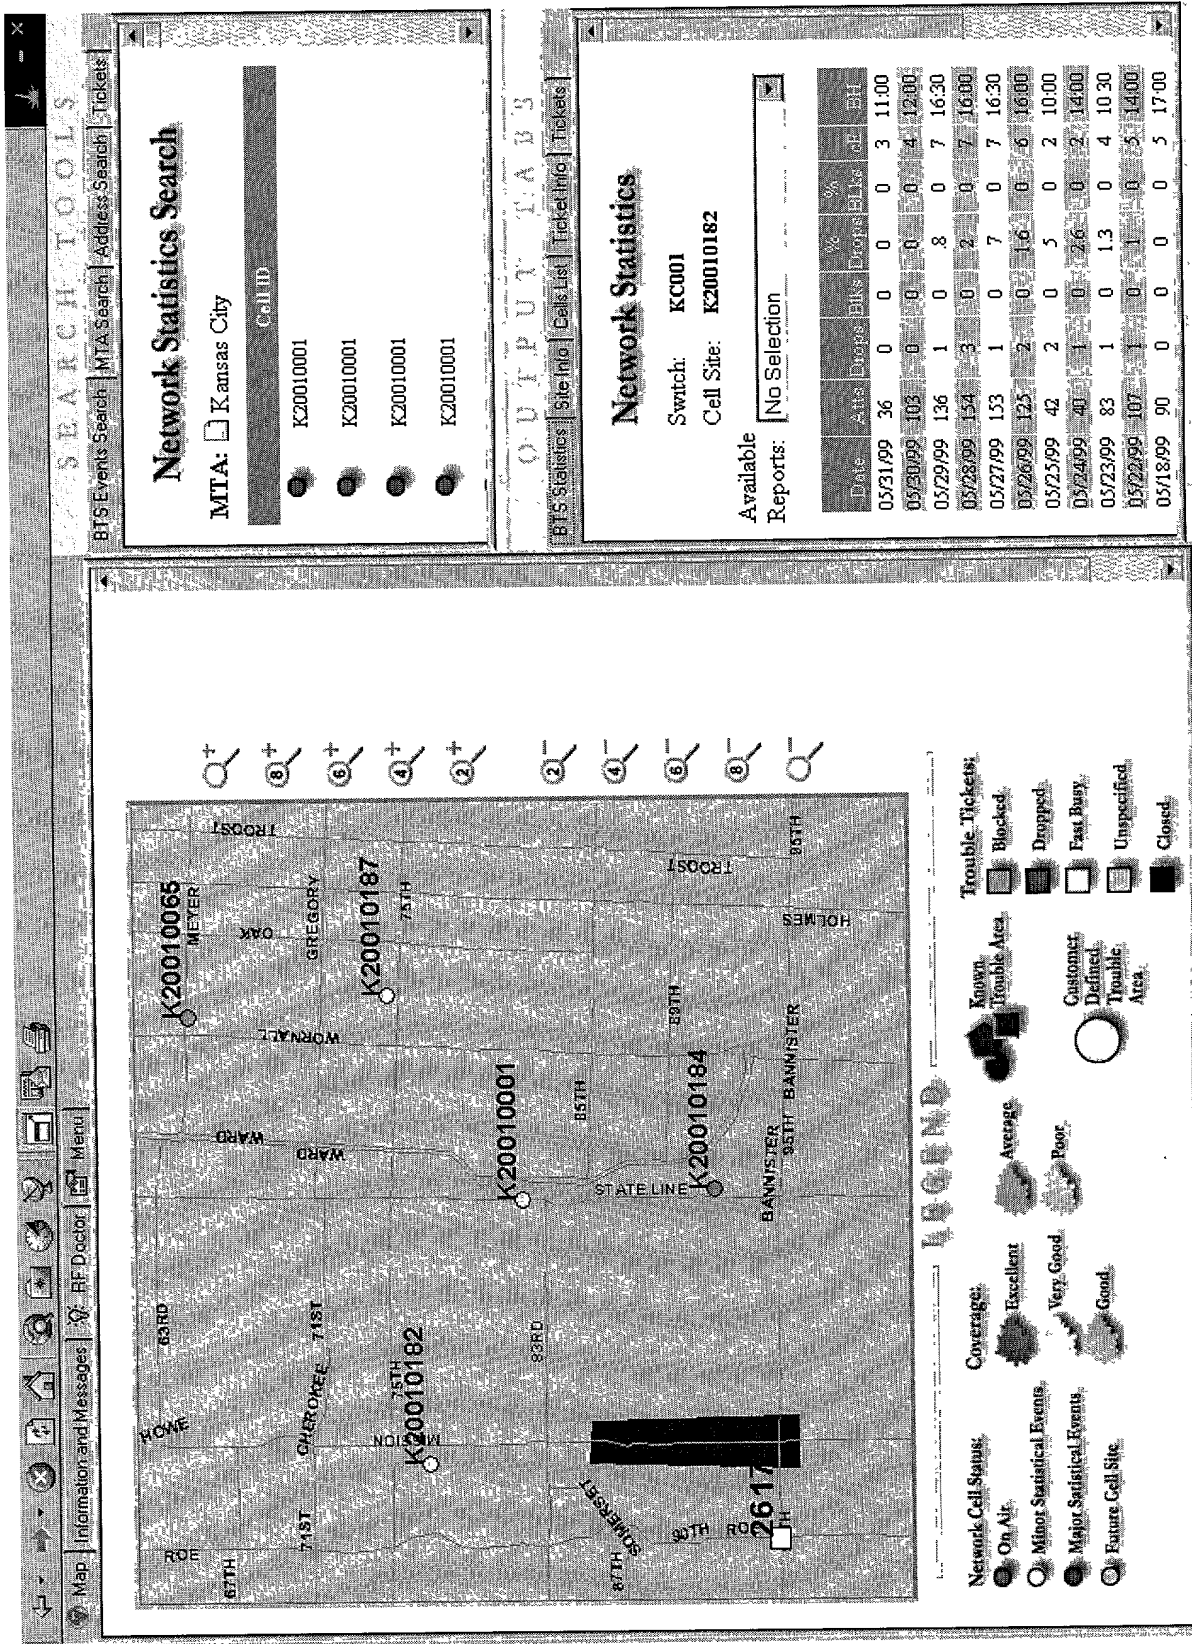 SEARCH TOOLS
Map
Information and Messages
RF Doctor
Menu
BTS Events Search
MTA Search
Address Search
Tickets
Network Statistics Search
MTA: Kansas City
Cell ID
K20010001
K20010001
K20010001
K20010001
OUTPUT TABS
BTS Statistics
Site Info
Cells List
Ticket Info
Tickets
Network Statistics
Switch: KC001
Cell Site: K20010182
Available
Reports:
No Selection
Date Atts Drops Blks % Drops % Blks cE BH
05/31/99 36 0 0 0 0 3 11:00
05/30/99 103 0 0 0 0 4 12:00
05/29/99 136 1 0 .8 0 7 16:30
05/28/99 154 3 0 2 0 7 16:00
05/27/99 153 1 0 7 0 7 16:30
05/26/99 125 2 0 1.6 0 6 16:00
05/25/99 42 2 0 5 0 2 10:00
05/24/99 40 1 0 2.6 0 2 14:00
05/23/99 83 1 0 1.3 0 4 10 30
05/22/99 107 1 0 1 0 5 14:00
05/18/99 90 0 0 0 0 5 17:00
HOWE
63RD
K20010065
MEYER
ROE
67TH
WARD
OAK
TROOST
71ST
CHEROKEE
71ST
WARD
WORNALL
GREGORY
K20010187
75TH
75TH
K20010182
MISSION
K20010001
83RD
85TH
SOMERSET
87TH
STATE LINE
89TH
K20010184
TROOST
2617
BANNISTER
95TH
BANNISTER
HOLMES
95TH
8
6
4
2
2
4
6
8
LEGEND
Network Cell Status:
On Air
Minor Statistical Events
Major Satistical Events
Future Cell Site
Coverage:
Excellent
Very Good
Good
Average
Poor
Known
Trouble Area
Customer
Defined
Trouble
Area
Trouble Tickets:
Blocked
Dropped
Fast Busy
Unspecified
Closed